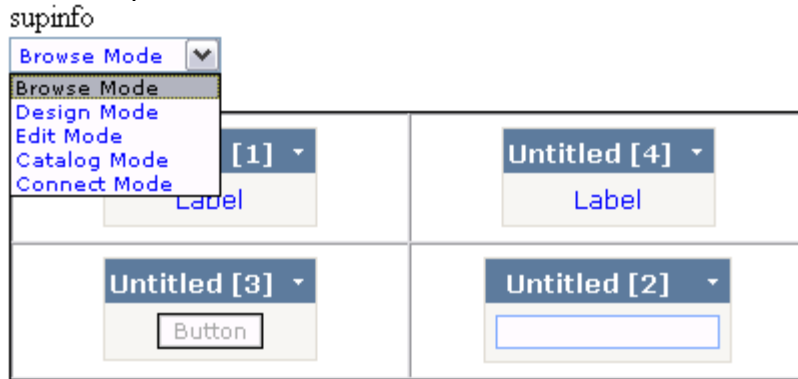 supinfo
Browse Mode
Browse Mode
Design Mode
Edit Mode
Catalog Mode
Connect Mode
[1]
Label
Untitled [4]
Label
Untitled [3]
Button
Untitled [2]